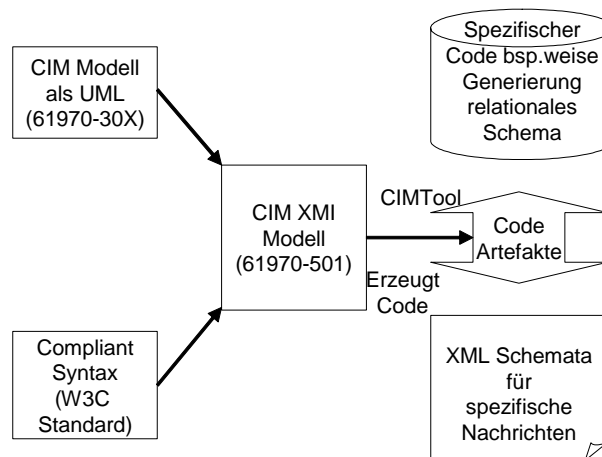 CIM Modell
als UML
(61970-30X)
Compliant
Syntax
(W3C
Standard)
CIM XMI
Modell
(61970-501)
CIMTool
Erzeugt
Code
Spezifischer
Code bsp.weise
Generierung
relationales
Schema
Code
Artefakte
XML Schemata
für
spezifische
Nachrichten